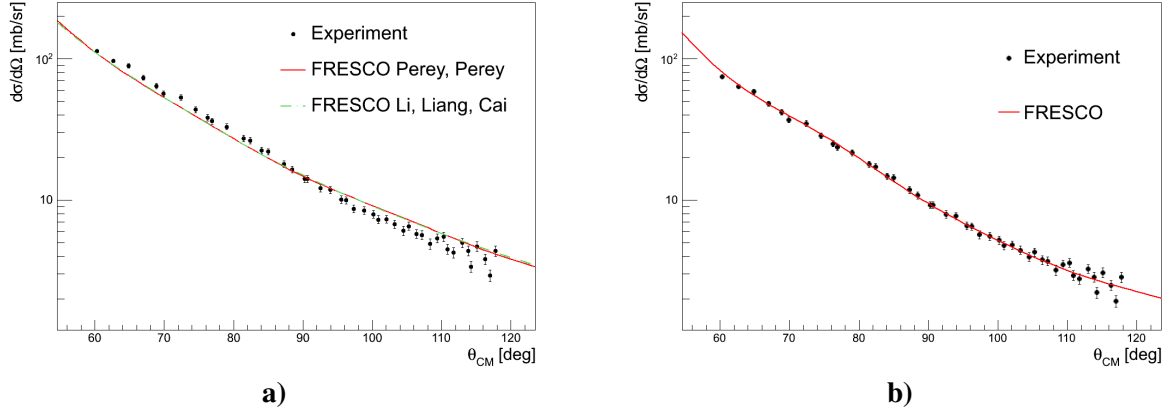 dσ/dΩ [mb/sr]
10²
10
Experiment
FRESCO Perey, Perey
FRESCO Li, Liang, Cai
60 70 80 90 100 110 120
θCM [deg]
a)
dσ/dΩ [mb/sr]
10²
10
Experiment
FRESCO
60 70 80 90 100 110 120
θCM [deg]
b)